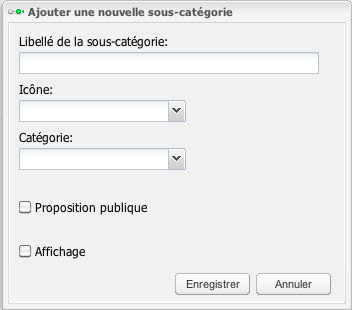 Ajouter une nouvelle sous-catégorie
Libellé de la sous-catégorie:
Icône:
Catégorie:
Proposition publique
Affichage
Enregistrer Annuler